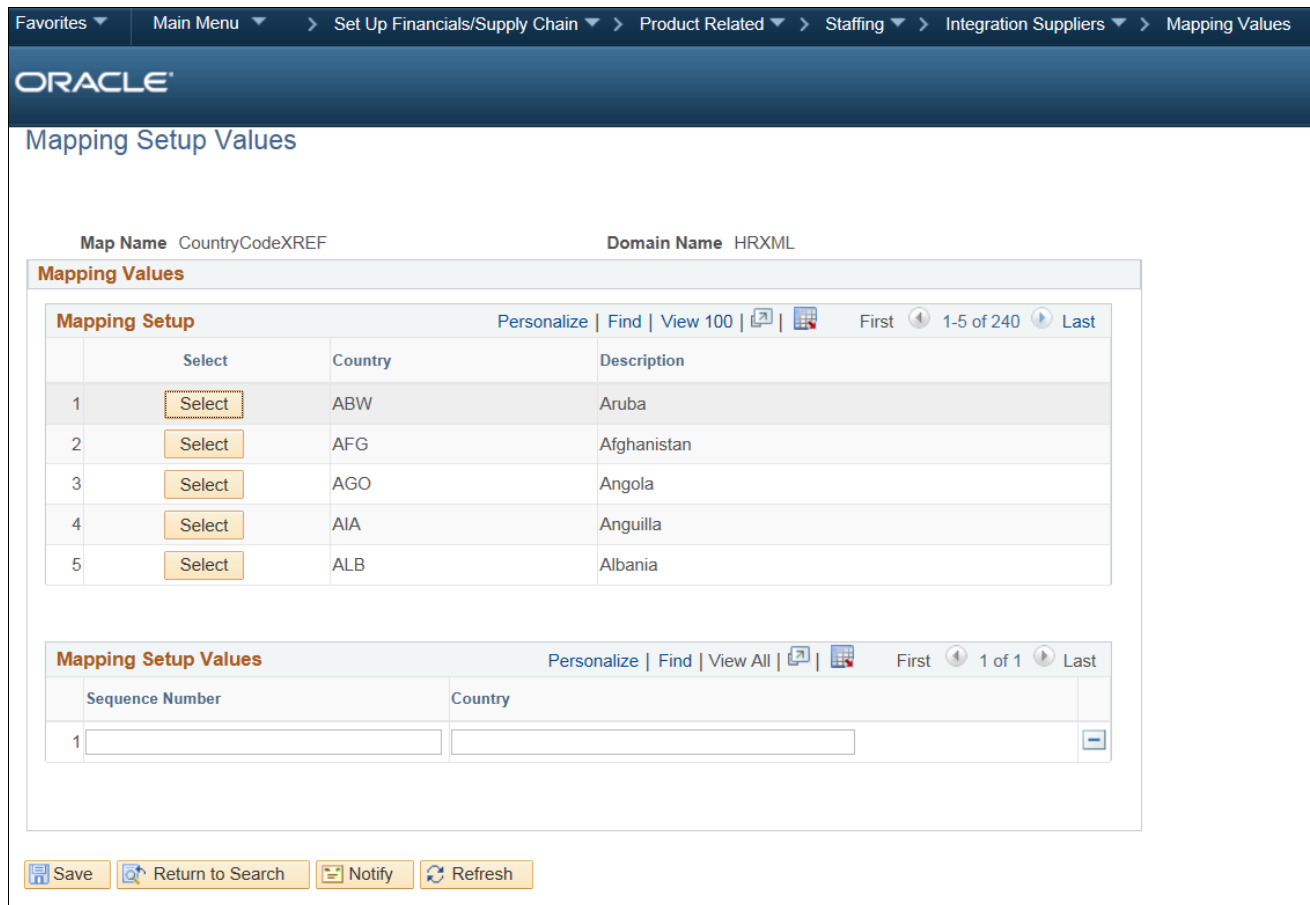 Favorites Main Menu > Set Up Financials/Supply Chain > Product Related > Staffing > Integration Suppliers > Mapping Values
ORACLE
Mapping Setup Values
Map Name CountryCodeXREF Domain Name HRXML
Mapping Values
Mapping Setup Personalize | Find | View 100 | | First 1-5 of 240 Last
Select Country Description
1 Select ABW Aruba
2 Select AFG Afghanistan
3 Select AGO Angola
4 Select AIA Anguilla
5 Select ALB Albania
Mapping Setup Values Personalize | Find | View All | | First 1 of 1 Last
Sequence Number Country
1
Save Return to Search Notify Refresh